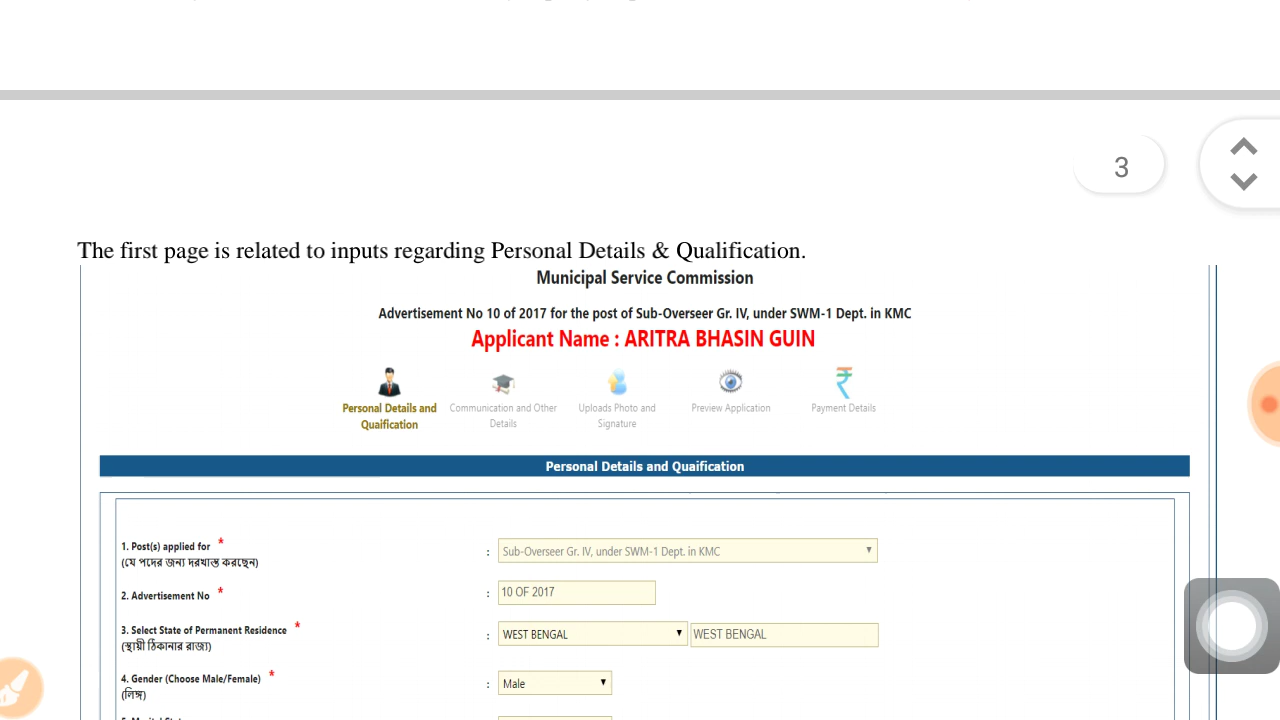 3
The first page is related to inputs regarding Personal Details & Qualification.
Municipal Service Commission
Advertisement No 10 of 2017 for the post of Sub-Overseer Gr. IV, under SWM-1 Dept. in KMC
Applicant Name : ARITRA BHASIN GUIN
Personal Details and Quaification
Communication and Other Details
Uploads Photo and Signature
Preview Application
Payment Details
Personal Details and Quaification
1. Post(s) applied for * : Sub-Overseer Gr. IV, under SWM-1 Dept. in KMC
(যে পদের জন্য দরখাস্ত করছেন)
2. Advertisement No * : 10 OF 2017
3. Select State of Permanent Residence * : WEST BENGAL WEST BENGAL
(স্থায়ী ঠিকানার রাজ্য)
4. Gender (Choose Male/Female) * : Male
(লিঙ্গ)